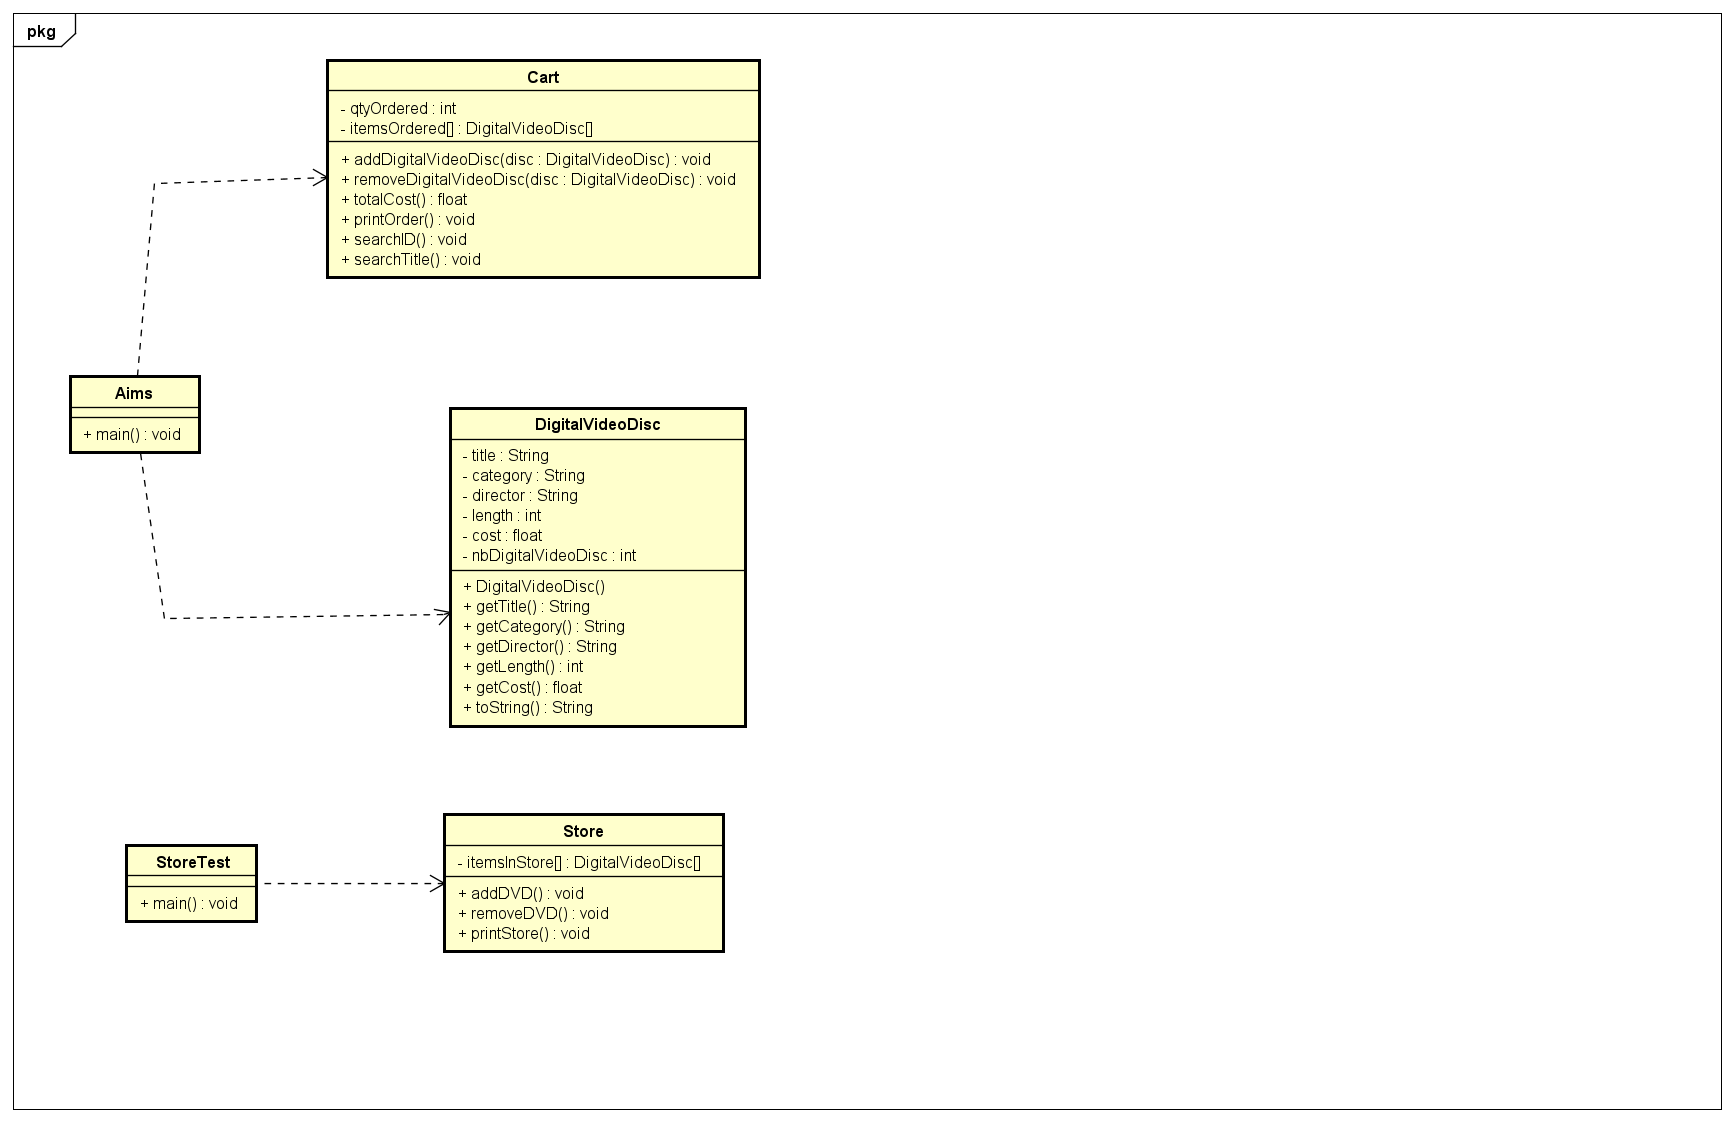 pkg
Cart
- qtyOrdered : int
- itemsOrdered[] : DigitalVideoDisc[]
+ addDigitalVideoDisc(disc : DigitalVideoDisc) : void
+ removeDigitalVideoDisc(disc : DigitalVideoDisc) : void
+ totalCost() : float
+ printOrder() : void
+ searchID() : void
+ searchTitle() : void
Aims
+ main() : void
DigitalVideoDisc
- title : String
- category : String
- director : String
- length : int
- cost : float
- nbDigitalVideoDisc : int
+ DigitalVideoDisc()
+ getTitle() : String
+ getCategory() : String
+ getDirector() : String
+ getLength() : int
+ getCost() : float
+ toString() : String
StoreTest
+ main() : void
Store
- itemsInStore[] : DigitalVideoDisc[]
+ addDVD() : void
+ removeDVD() : void
+ printStore() : void